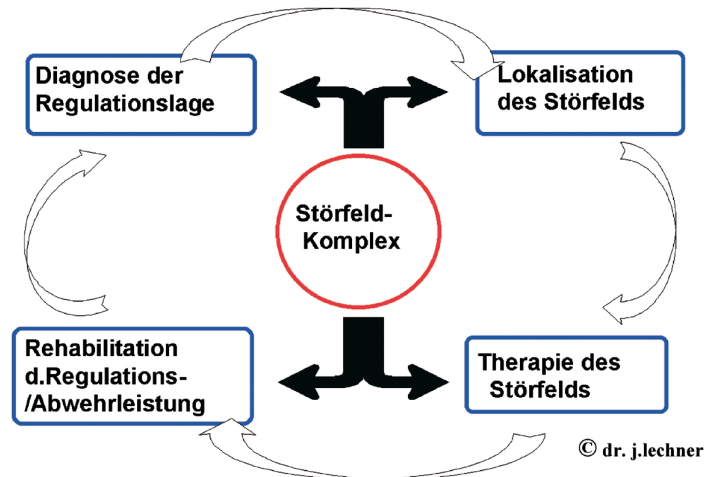 Diagnose der
Regulationslage
Lokalisation
des Störfelds
Störfeld-
Komplex
Rehabilitation
d.Regulations-
/Abwehrleistung
Therapie des
Störfelds
© dr. j.lechner